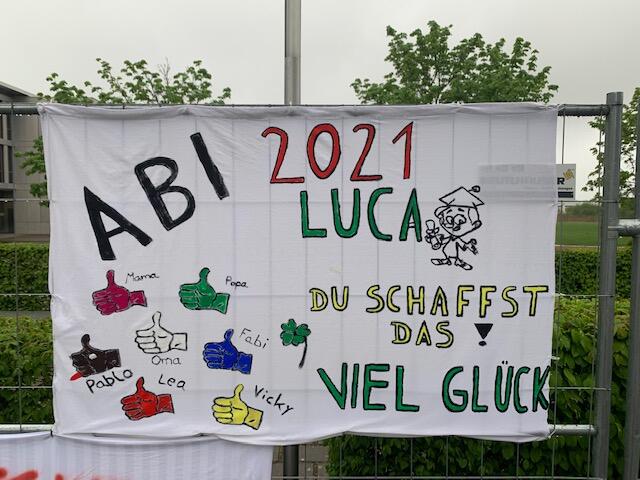 ABI 2021
LUCA
Mama
Papa
Oma
Fabi
Pablo
Lea
Vicky
DU SCHAFFST
DAS !
VIEL GLÜCK